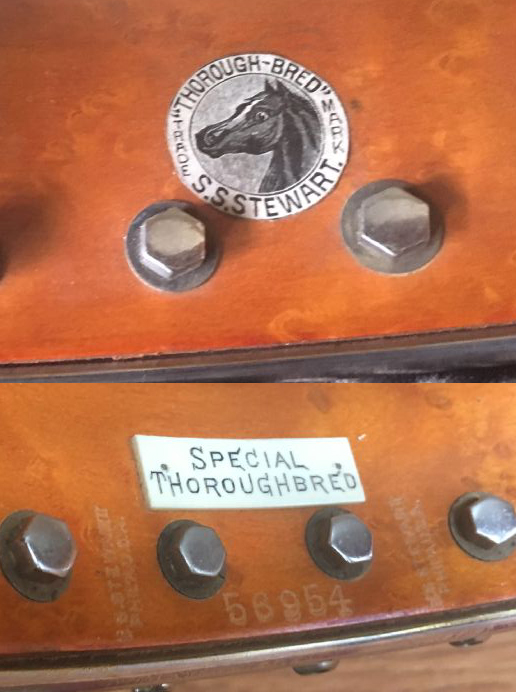 "THOROUGH-BRED"
TRADE MARK
S.S.STEWART.
SPECIAL
THOROUGHBRED
56954